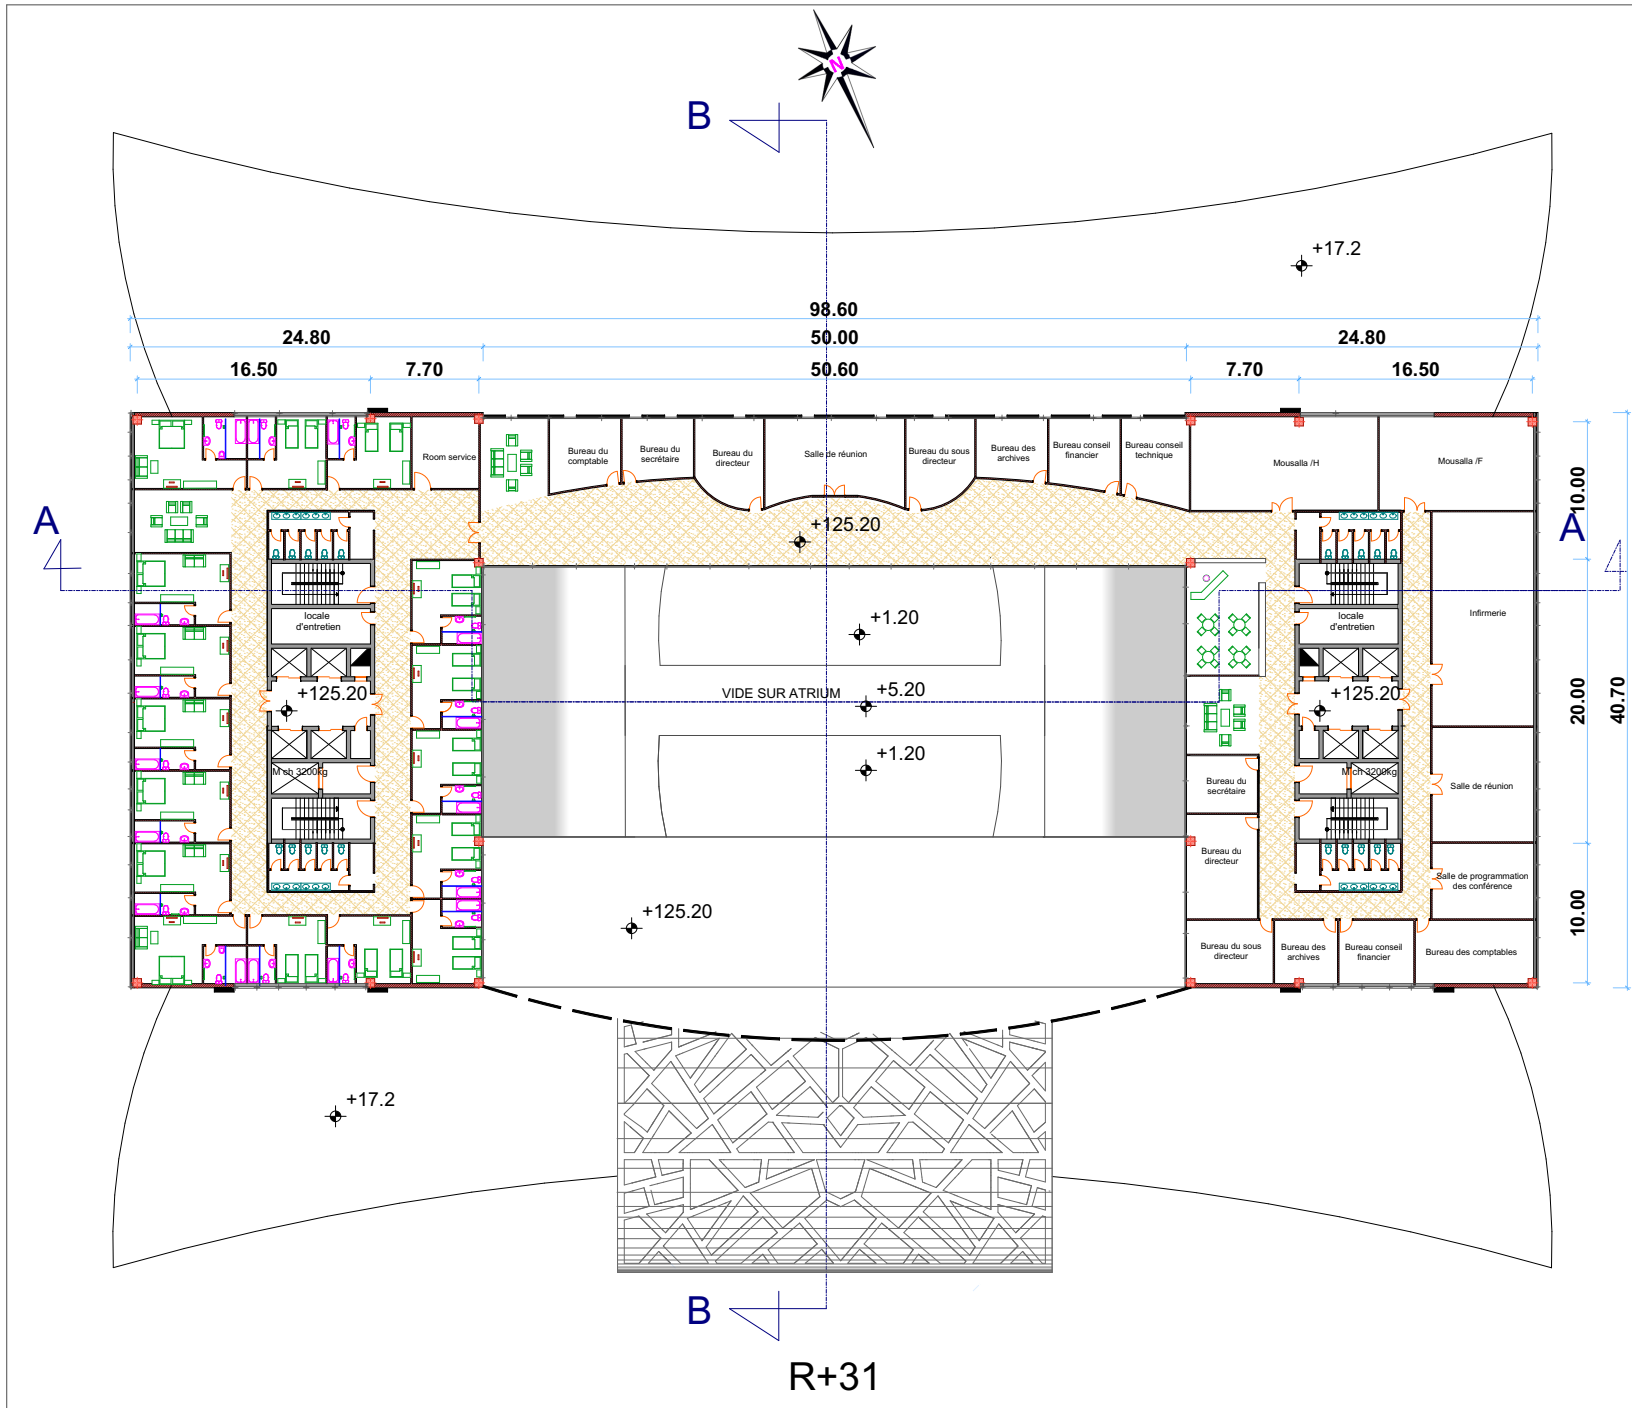 N
B
+17.2
98.60
24.80
50.00
24.80
16.50
7.70
50.60
7.70
16.50
Room service
Bureau du
comptable
Bureau du
secrétaire
Bureau du
directeur
Salle de réunion
Bureau du sous
directeur
Bureau des
archives
Bureau conseil
financier
Bureau conseil
technique
Mousalla /H
Mousalla /F
10.00
A
A
+125.20
locale
d'entretien
+1.20
locale
d'entretien
Infirmerie
+125.20
VIDE SUR ATRIUM
+5.20
+125.20
20.00
40.70
+1.20
M ch 3200kg
M ch 3200kg
Bureau du
secrétaire
Salle de réunion
Bureau du
directeur
Salle de programmation
des conférence
+125.20
10.00
Bureau du sous
directeur
Bureau des
archives
Bureau conseil
financier
Bureau des comptables
+17.2
B
R+31